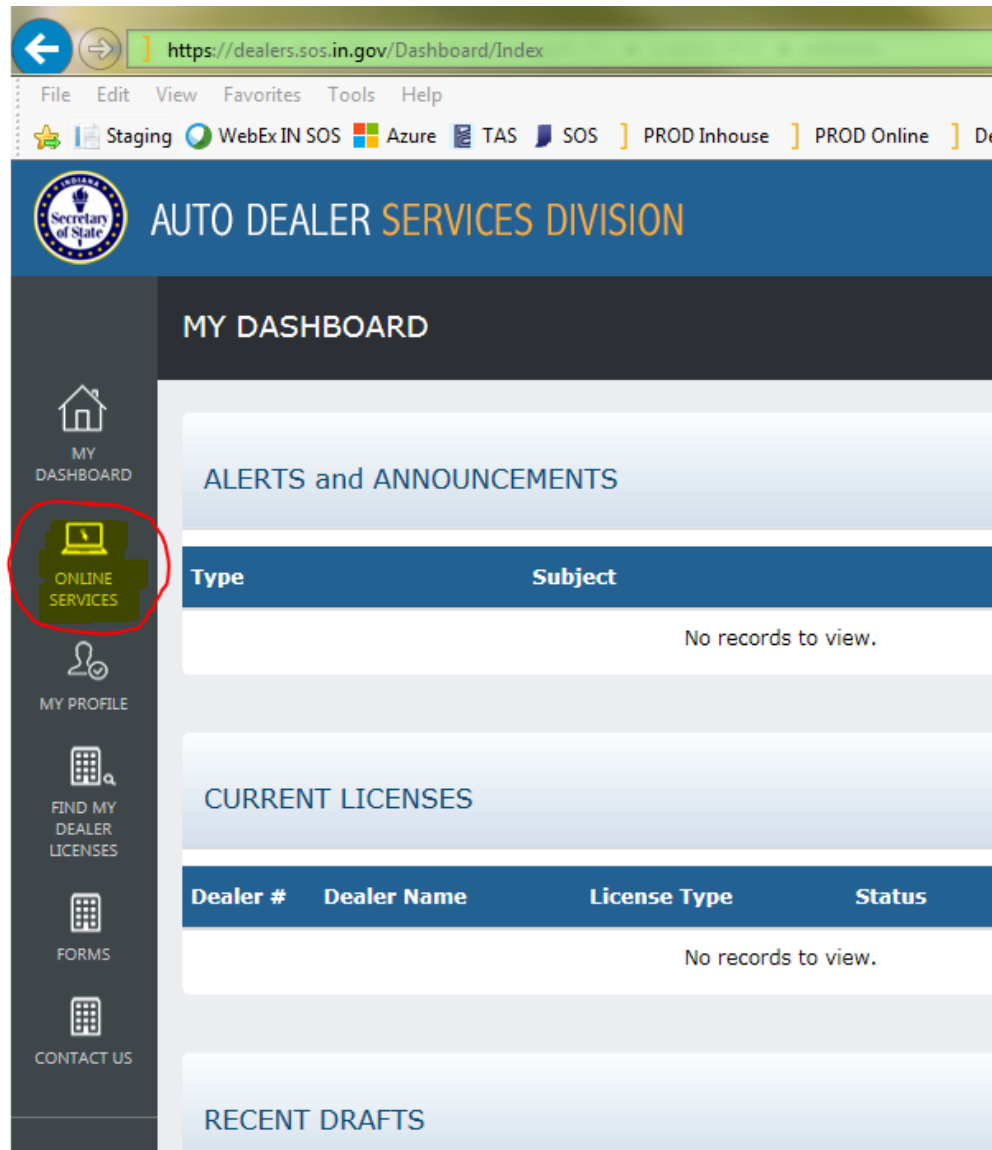 https://dealers.sos.in.gov/Dashboard/Index
File Edit View Favorites Tools Help
Staging WebEx IN SOS Azure TAS SOS PROD Inhouse PROD Online De
INDIANA
Secretary
of State
AUTO DEALER SERVICES DIVISION
MY DASHBOARD
MY
DASHBOARD
ONLINE
SERVICES
MY PROFILE
FIND MY
DEALER
LICENSES
FORMS
CONTACT US
ALERTS and ANNOUNCEMENTS
Type Subject
No records to view.
CURRENT LICENSES
Dealer # Dealer Name License Type Status
No records to view.
RECENT DRAFTS